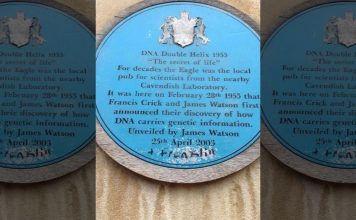 DNA Double Helix 1953
"The secret of life"
For decades the Eagle was the local
pub for scientists from the nearby
Cavendish Laboratory.
It was here on February 28th 1953 that
Francis Crick and James Watson first
announced their discovery of how
DNA carries genetic information.
Unveiled by James Watson
25th April 2003